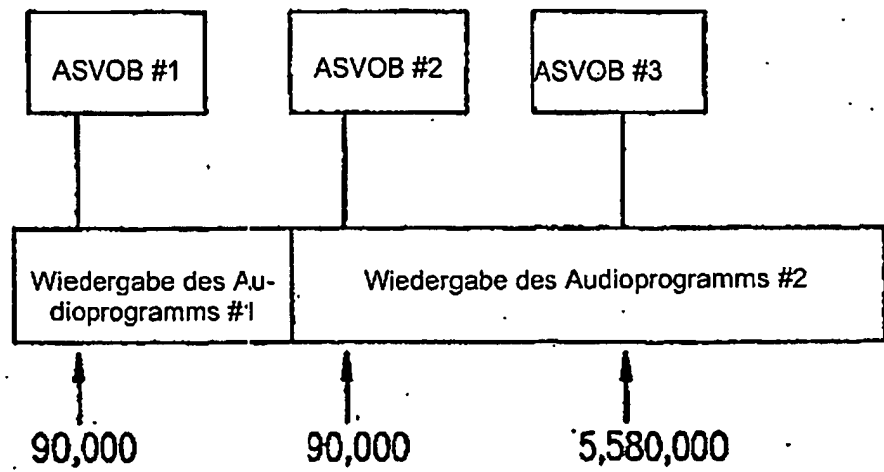 ASVOB #1
ASVOB #2
ASVOB #3
Wiedergabe des Au-
dioprogramms #1
Wiedergabe des Audioprogramms #2
90,000
90,000
5,580,000